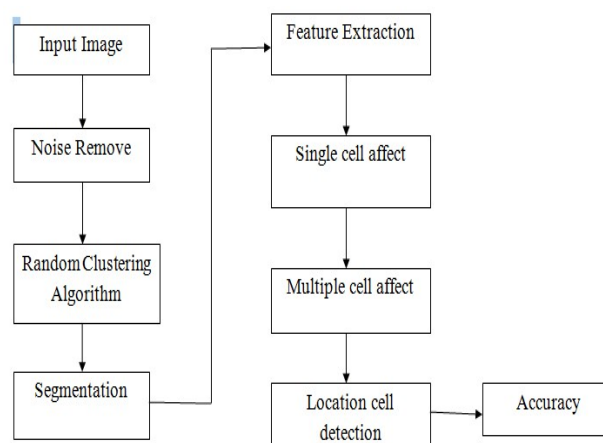 Input Image
Noise Remove
Random Clustering
Algorithm
Segmentation
Feature Extraction
Single cell affect
Multiple cell affect
Location cell
detection
Accuracy